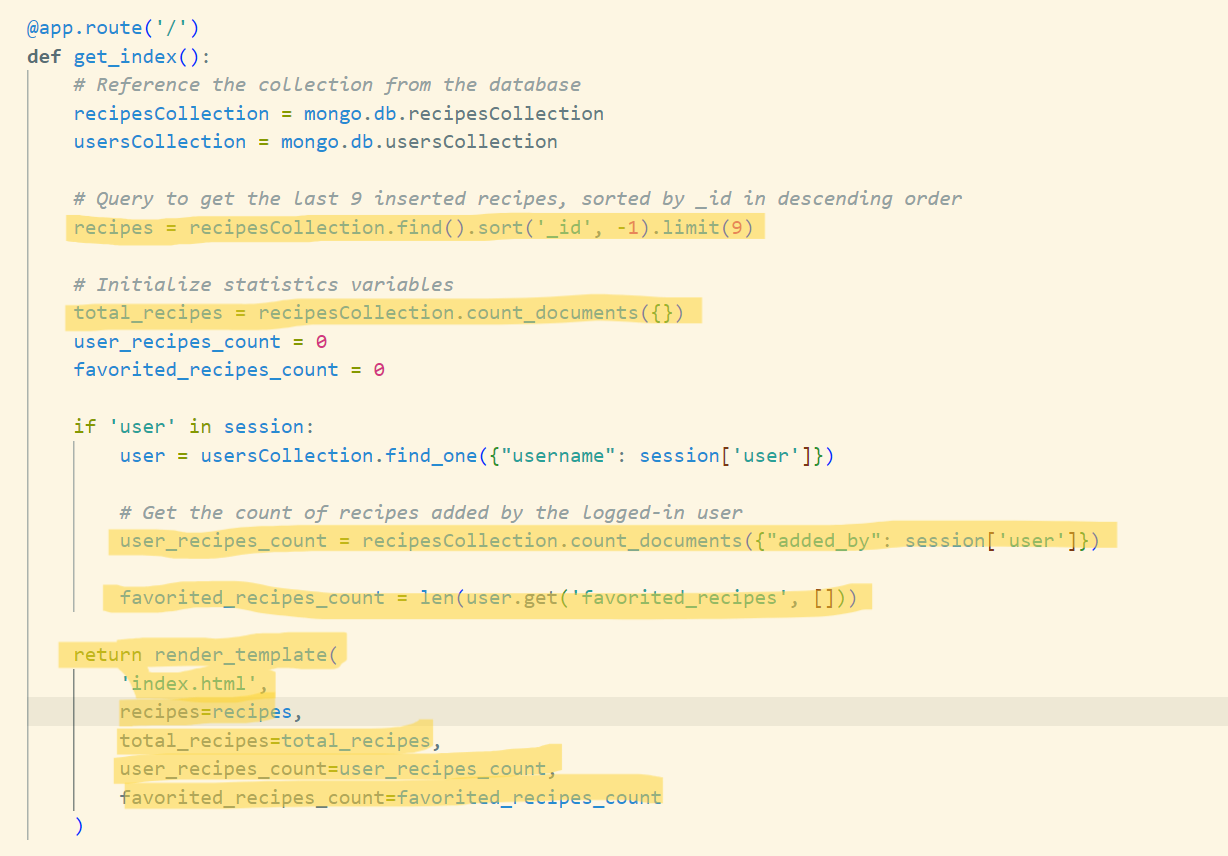 @app.route('/')
def get_index():
    # Reference the collection from the database
    recipesCollection = mongo.db.recipesCollection
    usersCollection = mongo.db.usersCollection

    # Query to get the last 9 inserted recipes, sorted by _id in descending order
    recipes = recipesCollection.find().sort('_id', -1).limit(9)

    # Initialize statistics variables
    total_recipes = recipesCollection.count_documents({})
    user_recipes_count = 0
    favorited_recipes_count = 0

    if 'user' in session:
        user = usersCollection.find_one({"username": session['user']})

        # Get the count of recipes added by the logged-in user
        user_recipes_count = recipesCollection.count_documents({"added_by": session['user']})

        favorited_recipes_count = len(user.get('favorited_recipes', []))

    return render_template(
        'index.html',
        recipes=recipes,
        total_recipes=total_recipes,
        user_recipes_count=user_recipes_count,
        favorited_recipes_count=favorited_recipes_count
    )